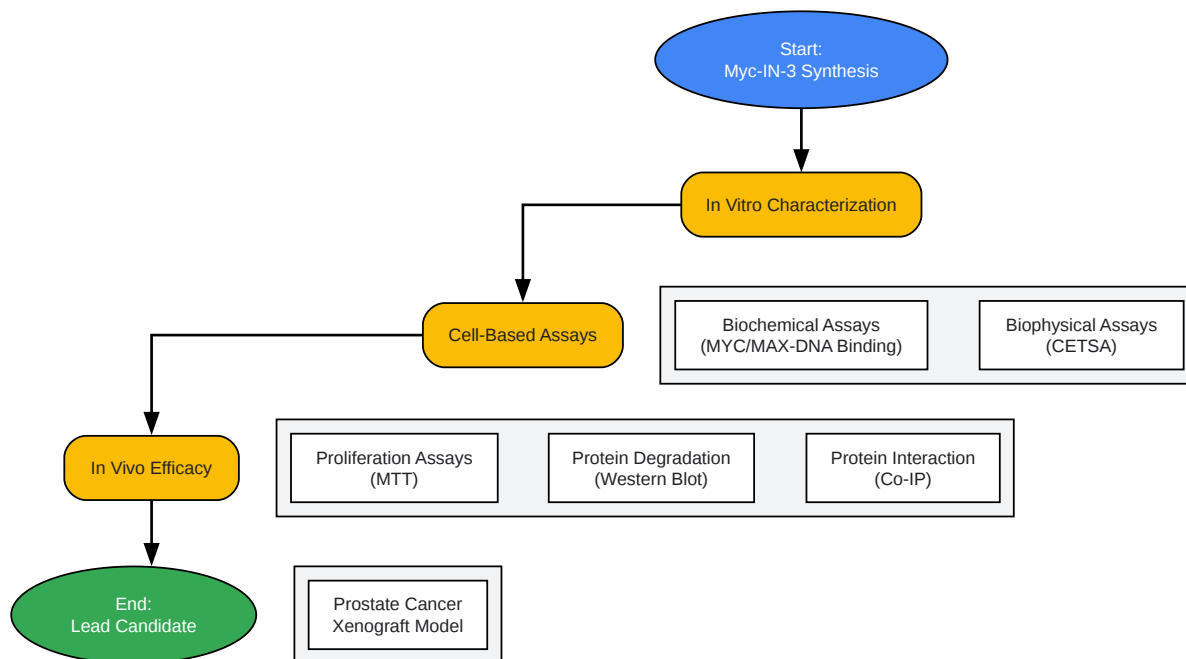 Start:
Myc-IN-3 Synthesis
In Vitro Characterization
Cell-Based Assays
Biochemical Assays
(MYC/MAX-DNA Binding)
Biophysical Assays
(CETSA)
In Vivo Efficacy
Proliferation Assays
(MTT)
Protein Degradation
(Western Blot)
Protein Interaction
(Co-IP)
End:
Lead Candidate
Prostate Cancer
Xenograft Model